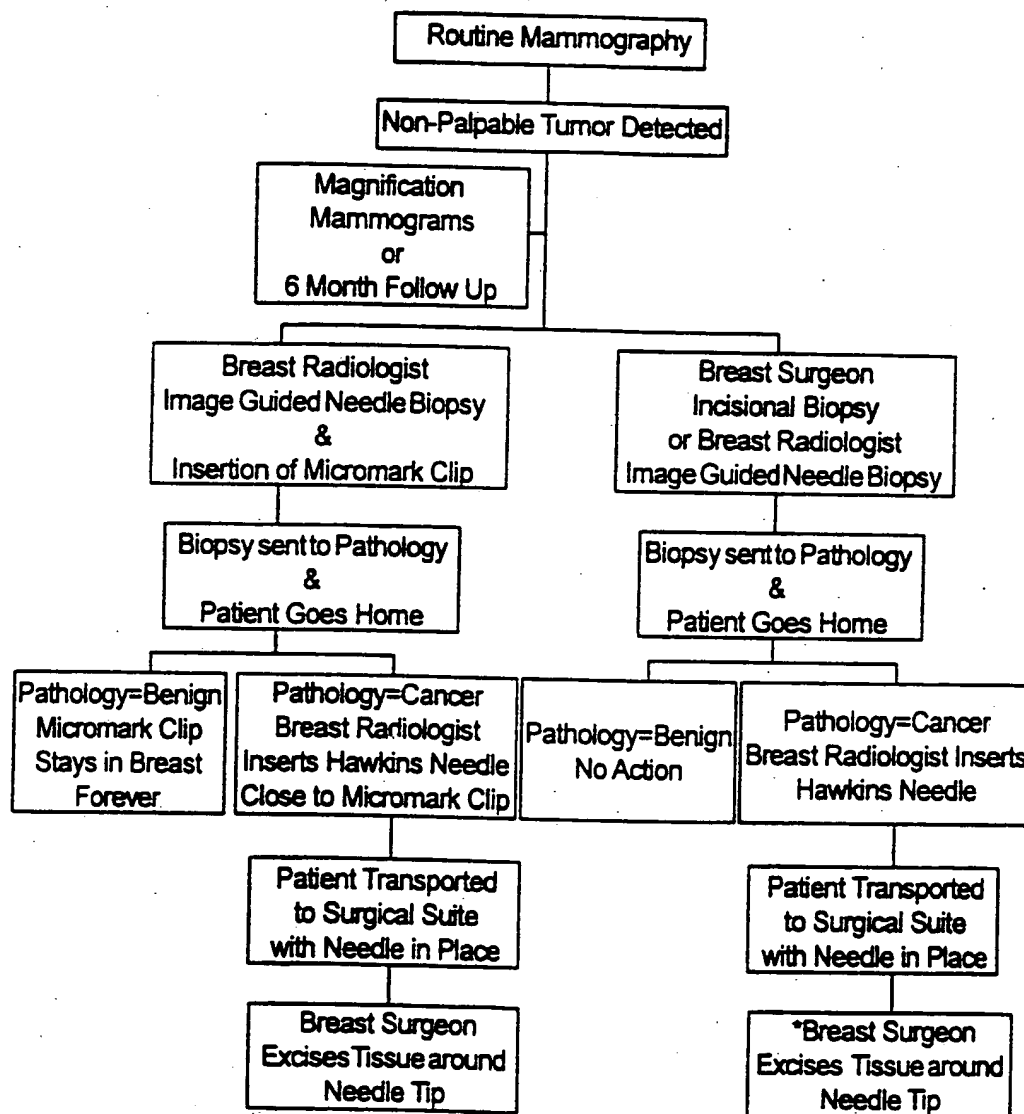 Routine Mammography
Non-Palpable Tumor Detected
Magnification
Mammograms
or
6 Month Follow Up
Breast Radiologist
Image Guided Needle Biopsy
&
Insertion of Micromark Clip
Breast Surgeon
Incisional Biopsy
or Breast Radiologist
Image Guided Needle Biopsy
Biopsy sent to Pathology
&
Patient Goes Home
Biopsy sent to Pathology
&
Patient Goes Home
Pathology=Benign
Micromark Clip
Stays in Breast
Forever
Pathology=Cancer
Breast Radiologist
Inserts Hawkins Needle
Close to Micromark Clip
Pathology=Benign
No Action
Pathology=Cancer
Breast Radiologist Inserts
Hawkins Needle
Patient Transported
to Surgical Suite
with Needle in Place
Patient Transported
to Surgical Suite
with Needle in Place
Breast Surgeon
Excises Tissue around
Needle Tip
*Breast Surgeon
Excises Tissue around
Needle Tip